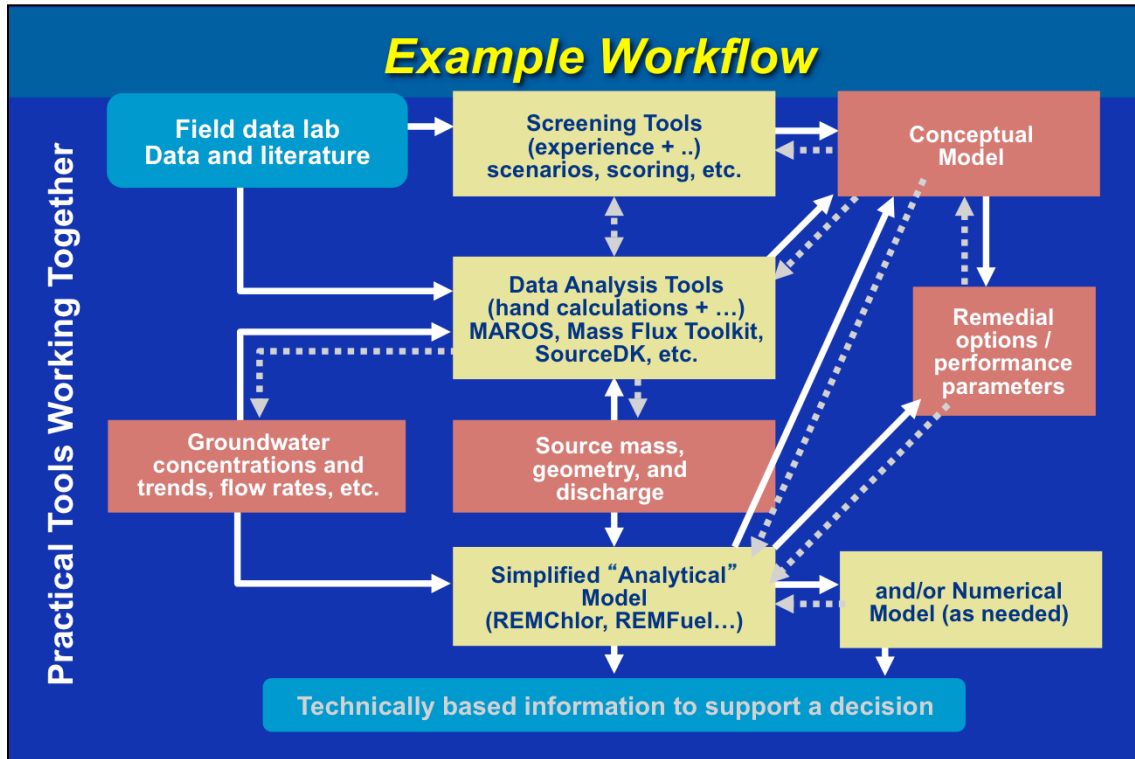 Example Workflow
Practical Tools Working Together
Field data lab
Data and literature
Screening Tools
(experience + ..)
scenarios, scoring, etc.
Conceptual
Model
Data Analysis Tools
(hand calculations + …)
MAROS, Mass Flux Toolkit,
SourceDK, etc.
Remedial
options /
performance
parameters
Groundwater
concentrations and
trends, flow rates, etc.
Source mass,
geometry, and
discharge
Simplified “Analytical”
Model
(REMChlor, REMFuel…)
and/or Numerical
Model (as needed)
Technically based information to support a decision